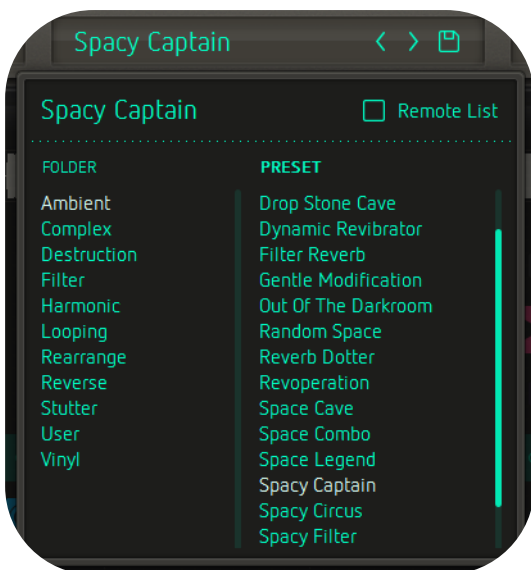 Spacy Captain
Spacy Captain
Remote List
FOLDER
Ambient
Complex
Destruction
Filter
Harmonic
Looping
Rearrange
Reverse
Stutter
User
Vinyl
PRESET
Drop Stone Cave
Dynamic Revibrator
Filter Reverb
Gentle Modification
Out Of The Darkroom
Random Space
Reverb Dotter
Revoperation
Space Cave
Space Combo
Space Legend
Spacy Captain
Spacy Circus
Spacy Filter